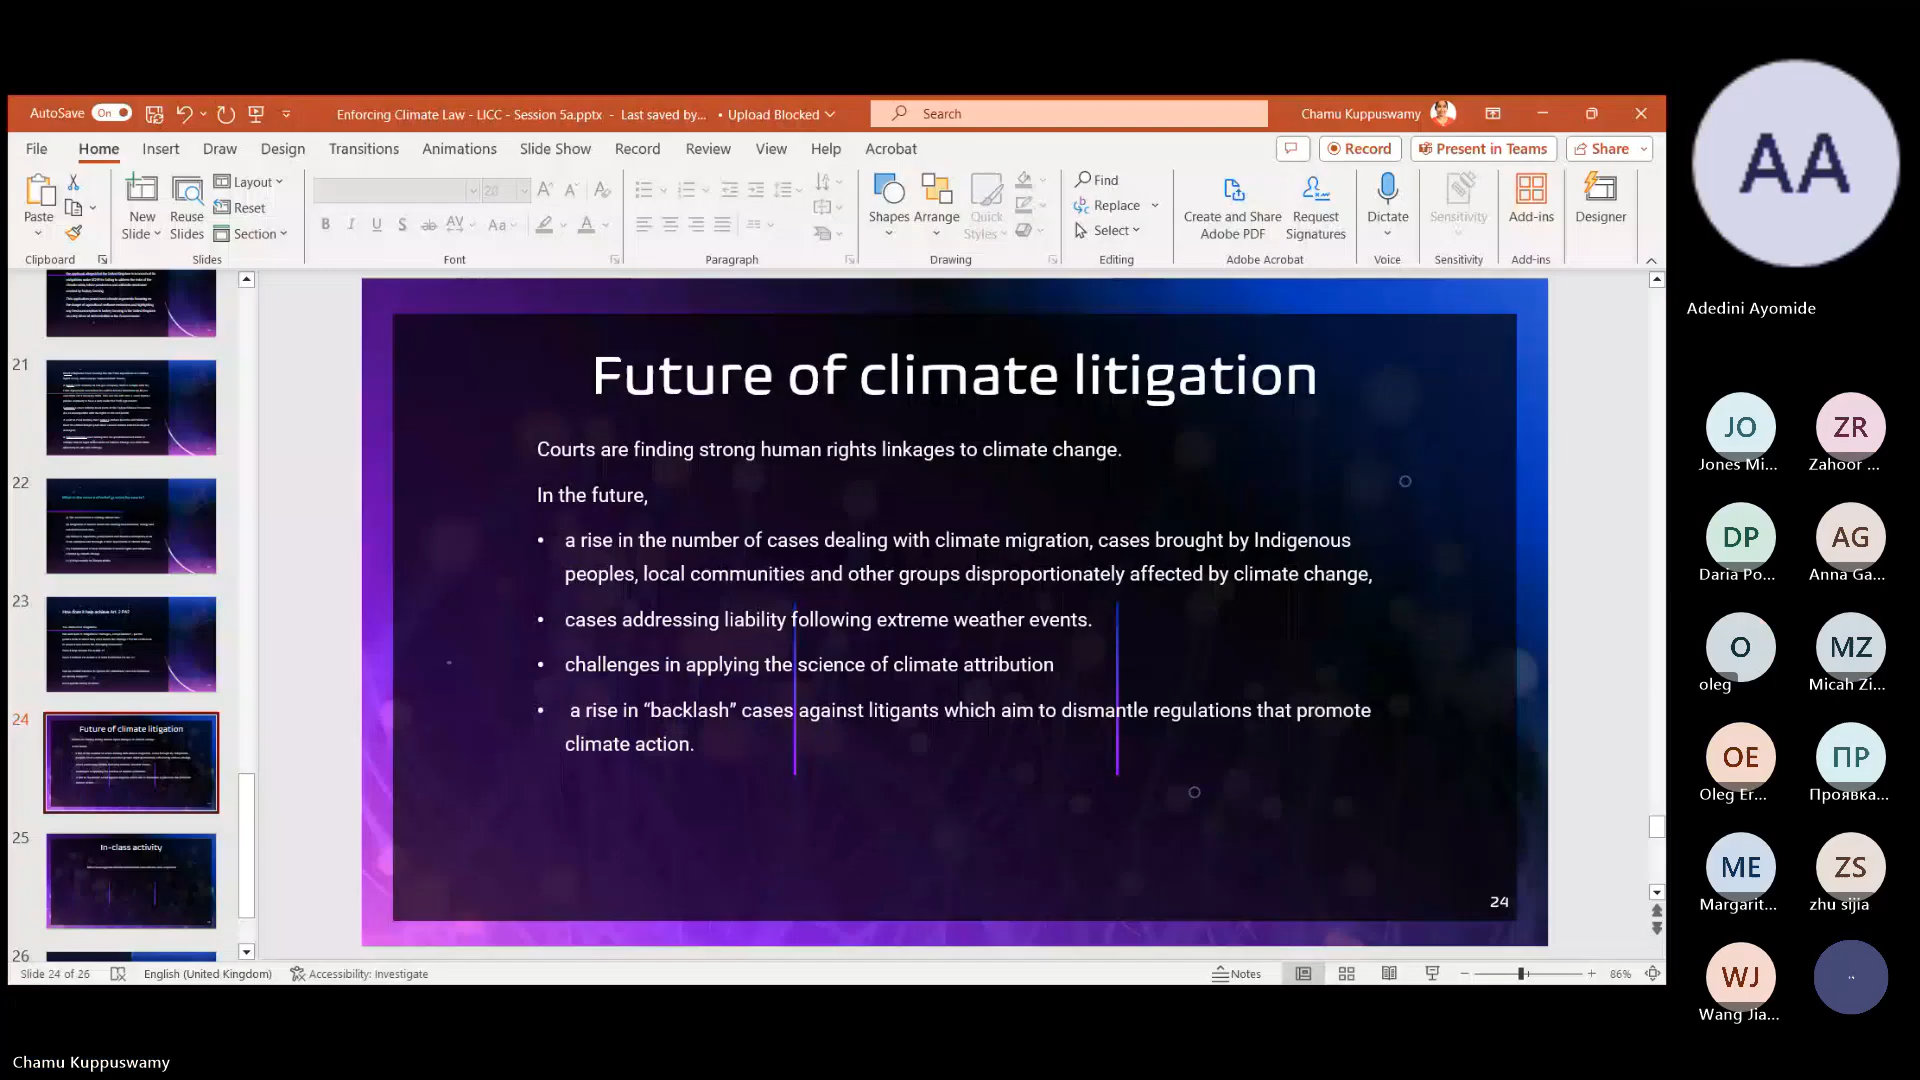 AutoSave On Enforcing Climate Law - LICC - Session 5a.pptx - Last saved by... • Upload Blocked Search Chamu Kuppuswamy
File Home Insert Draw Design Transitions Animations Slide Show Record Review View Help Acrobat Record Present in Teams Share
Paste New Slide Reuse Slides Layout Reset Section
28
B I U S ab AV Aa A
Shapes Arrange Quick Styles
Find
Replace
Select
Create and Share Adobe PDF
Request Signatures
Dictate
Sensitivity
Add-ins
Designer
Clipboard Slides Font Paragraph Drawing Editing Adobe Acrobat Voice Sensitivity Add-ins
21
22
23
24
Future of climate litigation
25
In-class activity
26
Future of climate litigation
Courts are finding strong human rights linkages to climate change.
In the future,
• a rise in the number of cases dealing with climate migration, cases brought by Indigenous
peoples, local communities and other groups disproportionately affected by climate change,
• cases addressing liability following extreme weather events.
• challenges in applying the science of climate attribution
• a rise in “backlash” cases against litigants which aim to dismantle regulations that promote
climate action.
24
Slide 24 of 26 English (United Kingdom) Accessibility: Investigate Notes 86%
Chamu Kuppuswamy
AA
Adedini Ayomide
JO
Jones Mi...
ZR
Zahoor ...
DP
Daria Po...
AG
Anna Ga...
O
oleg
MZ
Micah Zi...
OE
Oleg Er...
ПР
Проявка...
ME
Margarit...
ZS
zhu sijia
WJ
Wang Jia...